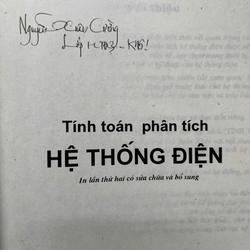 Nguyễn Xuân Cường
Lớp
Tính toán phân tích
HỆ THỐNG ĐIỆN
In lần thứ hai có sửa chữa và bổ sung